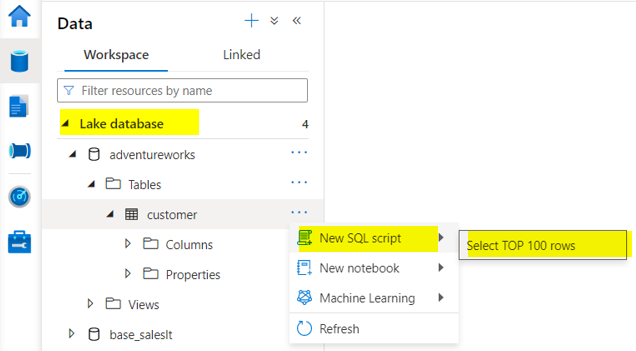 Data
Workspace Linked
Filter resources by name
Lake database 4
adventureworks
Tables
customer
New SQL script
Select TOP 100 rows
Columns
New notebook
Properties
Machine Learning
Views
Refresh
base_saleslt